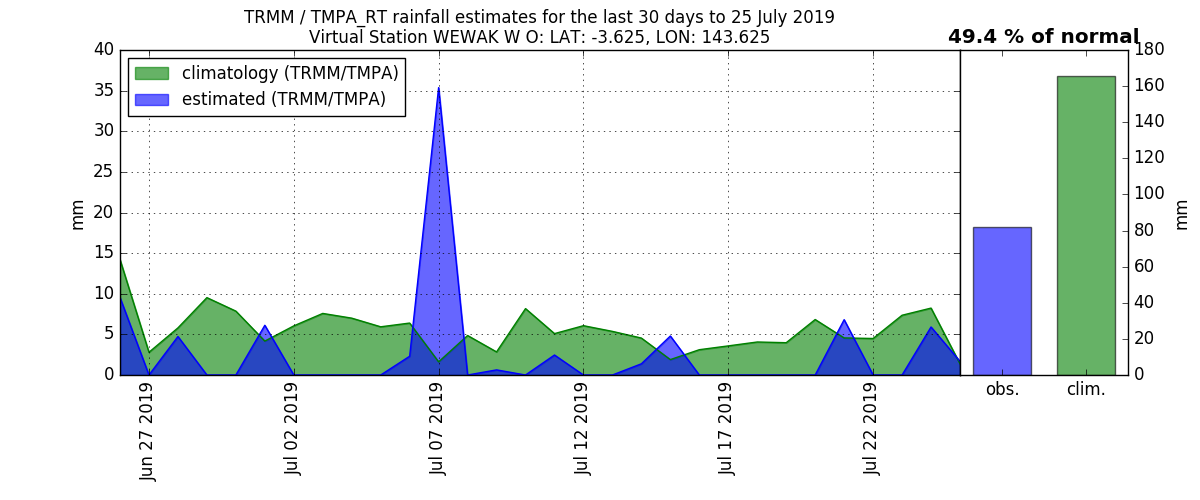 TRMM / TMPA_RT rainfall estimates for the last 30 days to 25 July 2019
Virtual Station WEWAK W O: LAT: -3.625, LON: 143.625
49.4 % of normal
climatology (TRMM/TMPA)
estimated (TRMM/TMPA)
mm
40
35
30
25
20
15
10
5
0
Jun 27 2019
Jul 02 2019
Jul 07 2019
Jul 12 2019
Jul 17 2019
Jul 22 2019
obs.
clim.
180
160
140
120
100
80
60
40
20
0
mm